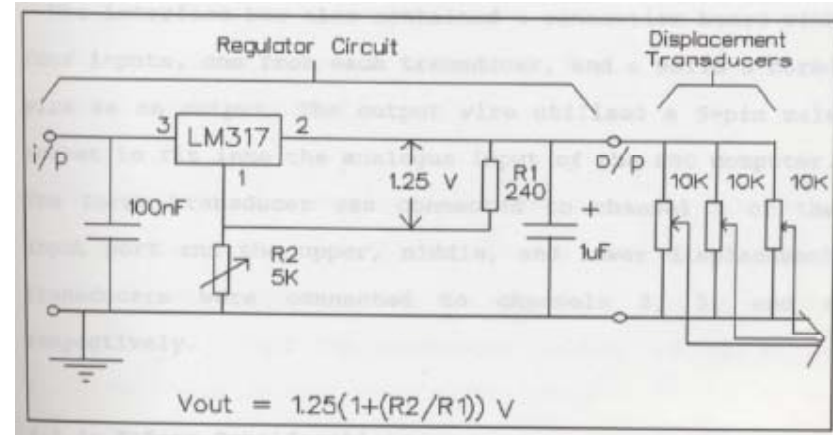 Regulator Circuit
Displacement
Transducers
3
LM317
2
i/p
1
1.25 V
R1
240
o/p
10K
10K
10K
100nF
+
1uF
R2
5K
Vout = 1.25(1+(R2/R1)) V